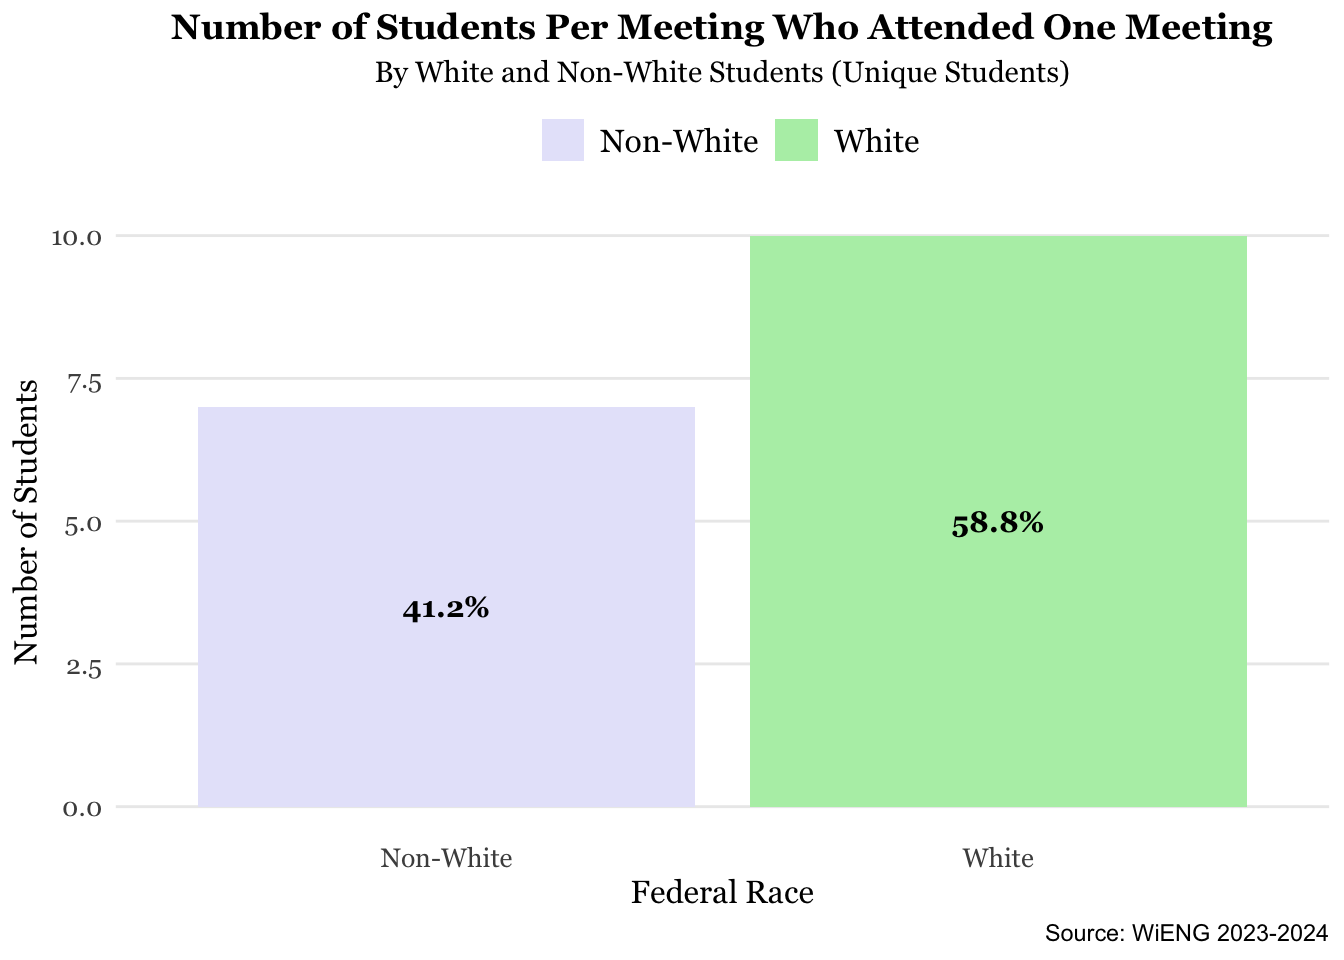 Number of Students Per Meeting Who Attended One Meeting
By White and Non-White Students (Unique Students)
Non-White White
10.0
7.5
5.0
2.5
0.0
Number of Students
41.2%
58.8%
Non-White White
Federal Race
Source: WiENG 2023-2024